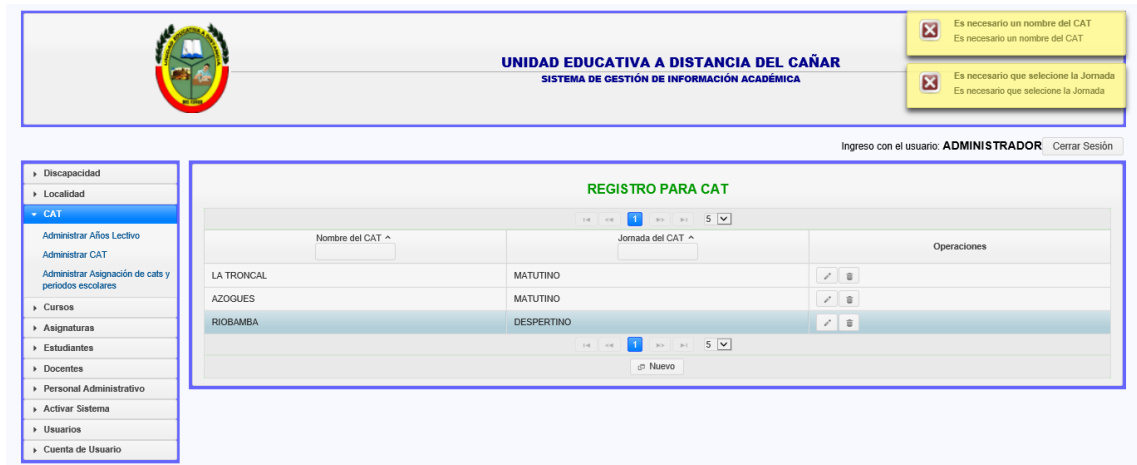 Es necesario un nombre del CAT
Es necesario un nombre del CAT
UNIDAD EDUCATIVA A DISTANCIA DEL CAÑAR
SISTEMA DE GESTIÓN DE INFORMACIÓN ACADÉMICA
Es necesario que selecione la Jornada
Es necesario que selecione la Jornada
Ingreso con el usuario: ADMINISTRADOR Cerrar Sesión
Discapacidad
Localidad
CAT
Administrar Años Lectivo
Administrar CAT
Administrar Asignación de cats y
periodos escolares
Cursos
Asignaturas
Estudiantes
Docentes
Personal Administrativo
Activar Sistema
Usuarios
Cuenta de Usuario
REGISTRO PARA CAT
1 5
Nombre del CAT Jornada del CAT Operaciones
LA TRONCAL MATUTINO
AZOGUES MATUTINO
RIOBAMBA DESPERTINO
1 5
Nuevo